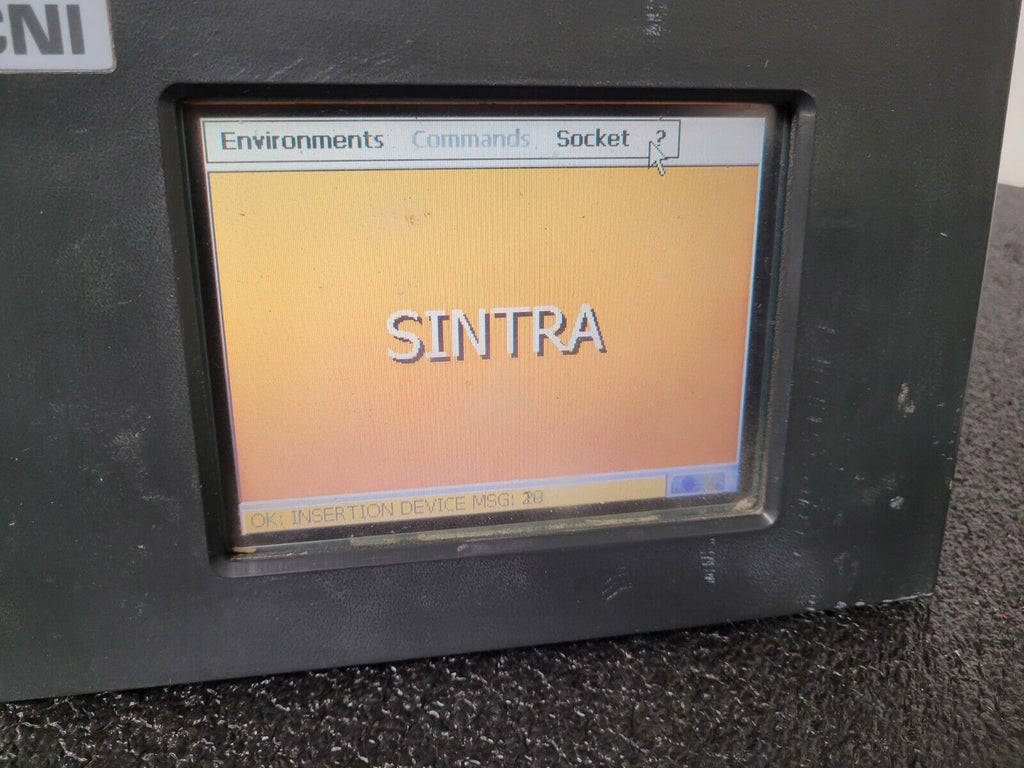 CNI
Environments Commands Socket ?
SINTRA
OK: INSERTION DEVICE MSG: